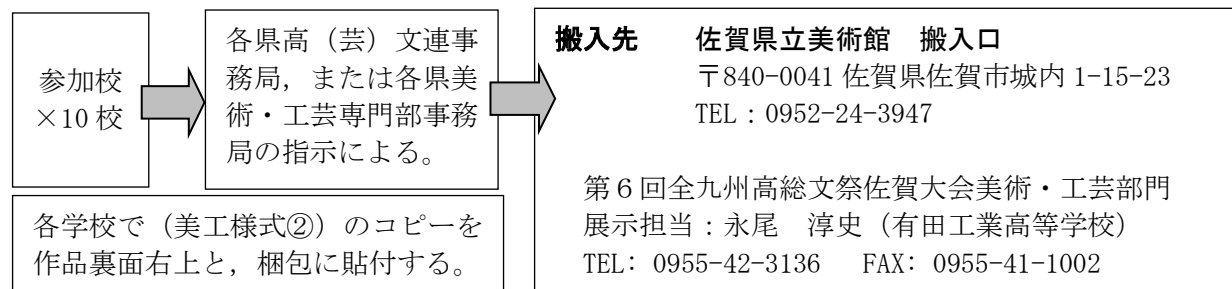 参加校
×10 校
各県高（芸）文連事
務局，または各県美
術・工芸専門部事務
局の指示による。
各学校で（美工様式②）のコピーを
作品裏面右上と，梱包に貼付する。
搬入先　佐賀県立美術館　搬入口
〒840-0041 佐賀県佐賀市城内 1-15-23
TEL：0952-24-3947
第６回全九州高総文祭佐賀大会美術・工芸部門
展示担当：永尾　淳史（有田工業高等学校）
TEL: 0955-42-3136　FAX: 0955-41-1002